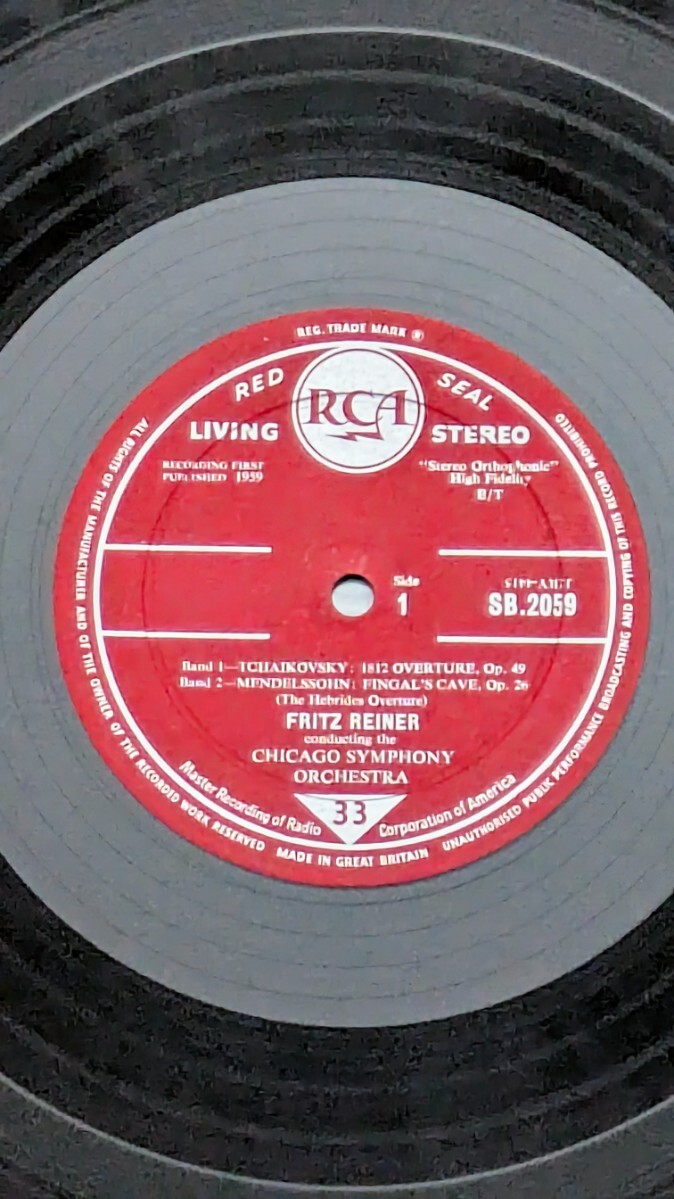 REG. TRADE MARK ®
RED SEAL
RCA
LIVING STEREO
RECORDING FIRST
PUBLISHED 1959
"Stereo Orthophonic"
High Fidelity
E/T
Side
1
SB.2059
Band 1—TCHAIKOVSKY: 1812 OVERTURE, Op. 49
Band 2—MENDELSSOHN: FINGAL'S CAVE, Op. 26
(The Hebrides Overture)
FRITZ REINER
conducting the
CHICAGO SYMPHONY
ORCHESTRA
33
Master Recording of Radio Corporation of America
ALL RIGHTS OF THE MANUFACTURER AND OF THE OWNER OF THE RECORDED WORK RESERVED
MADE IN GREAT BRITAIN
UNAUTHORISED PUBLIC PERFORMANCE BROADCASTING AND COPYING OF THIS RECORD PROHIBITED